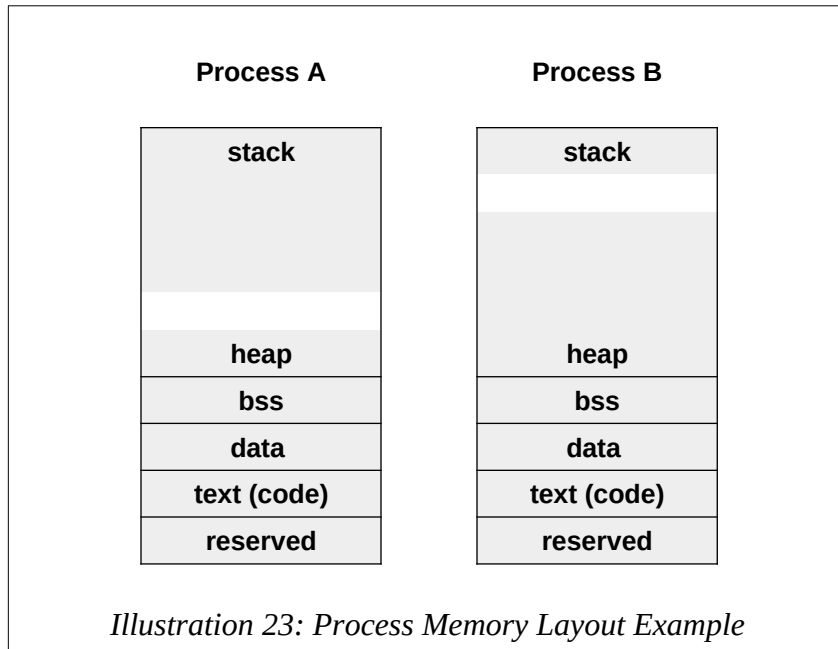 Process A
Process B
stack
stack
heap
heap
bss
bss
data
data
text (code)
text (code)
reserved
reserved
Illustration 23: Process Memory Layout Example